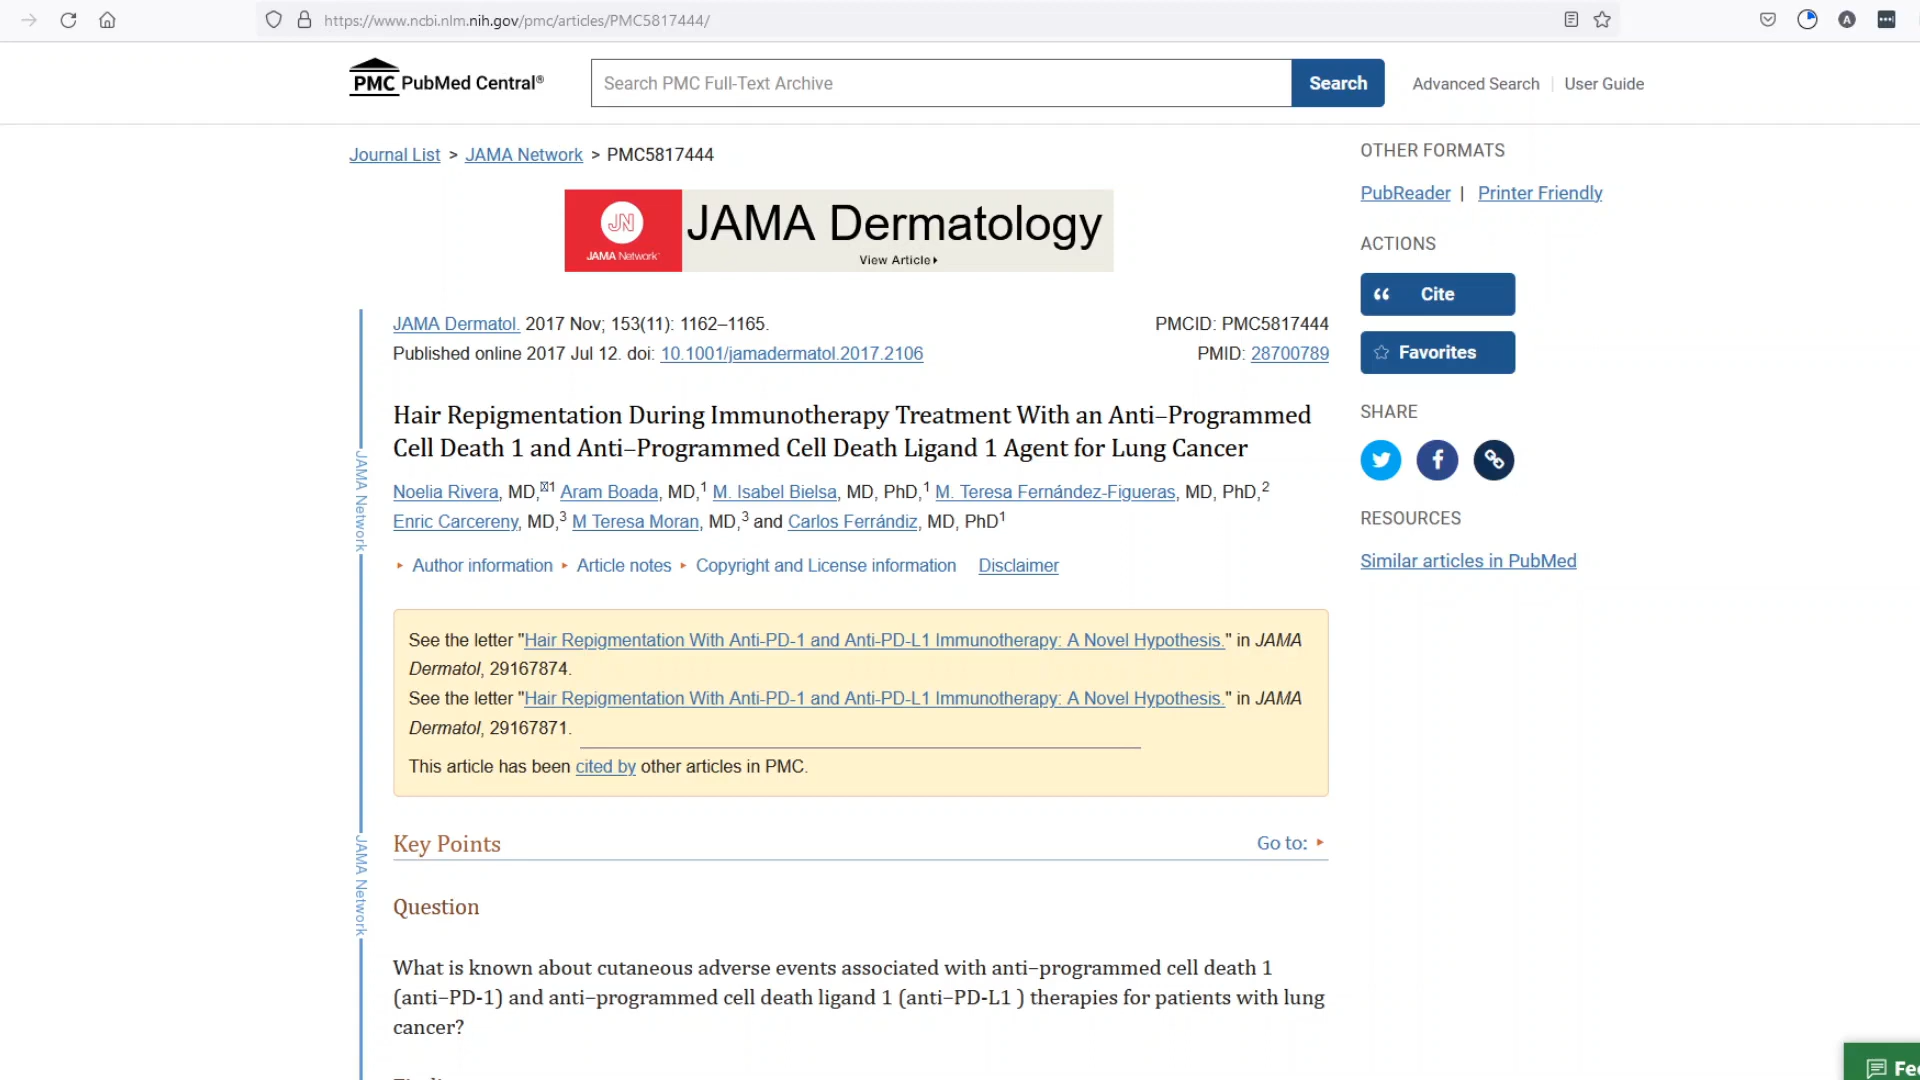 https://www.ncbi.nlm.nih.gov/pmc/articles/PMC5817444/
A
PMC PubMed Central®
Search PMC Full-Text Archive
Search
Advanced Search | User Guide
Journal List > JAMA Network > PMC5817444
JN
JAMA Network
JAMA Dermatology
View Article
JAMA Dermatol. 2017 Nov; 153(11): 1162–1165.
PMCID: PMC5817444
Published online 2017 Jul 12. doi: 10.1001/jamadermatol.2017.2106
PMID: 28700789
Hair Repigmentation During Immunotherapy Treatment With an Anti–Programmed
Cell Death 1 and Anti–Programmed Cell Death Ligand 1 Agent for Lung Cancer
Noelia Rivera, MD,1 Aram Boada, MD,1 M. Isabel Bielsa, MD, PhD,1 M. Teresa Fernández-Figueras, MD, PhD,2
Enric Carcereny, MD,3 M Teresa Moran, MD,3 and Carlos Ferrándiz, MD, PhD1
Author information Article notes Copyright and License information Disclaimer
See the letter "Hair Repigmentation With Anti-PD-1 and Anti-PD-L1 Immunotherapy: A Novel Hypothesis." in JAMA
Dermatol, 29167874.
See the letter "Hair Repigmentation With Anti-PD-1 and Anti-PD-L1 Immunotherapy: A Novel Hypothesis." in JAMA
Dermatol, 29167871.
This article has been cited by other articles in PMC.
Key Points
Go to:
Question
What is known about cutaneous adverse events associated with anti–programmed cell death 1
(anti–PD-1) and anti–programmed cell death ligand 1 (anti–PD-L1 ) therapies for patients with lung
cancer?
JAMA Network
JAMA Network
OTHER FORMATS
PubReader | Printer Friendly
ACTIONS
Cite
Favorites
SHARE
RESOURCES
Similar articles in PubMed